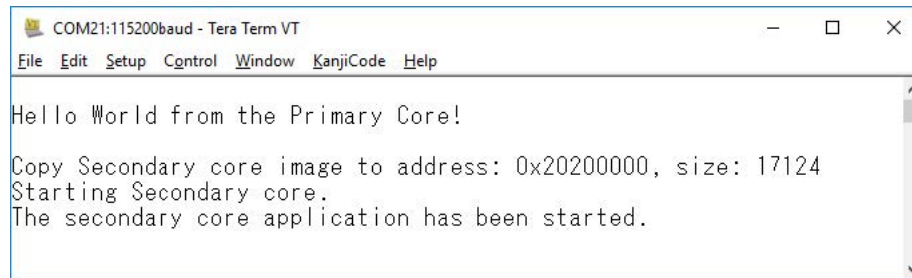 COM21:115200baud - Tera Term VT
File Edit Setup Control Window KanjiCode Help
Hello World from the Primary Core!
Copy Secondary core image to address: 0x20200000, size: 17124
Starting Secondary core.
The secondary core application has been started.